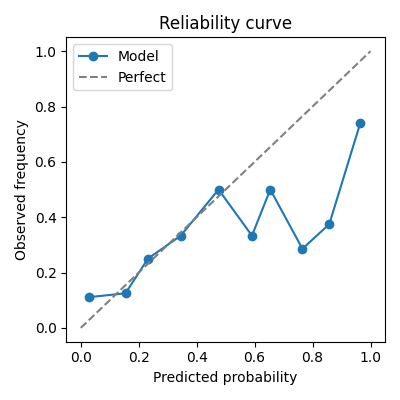 Reliability curve
Model
Perfect
1.0
0.8
0.6
0.4
0.2
0.0
Observed frequency
0.0 0.2 0.4 0.6 0.8 1.0
Predicted probability